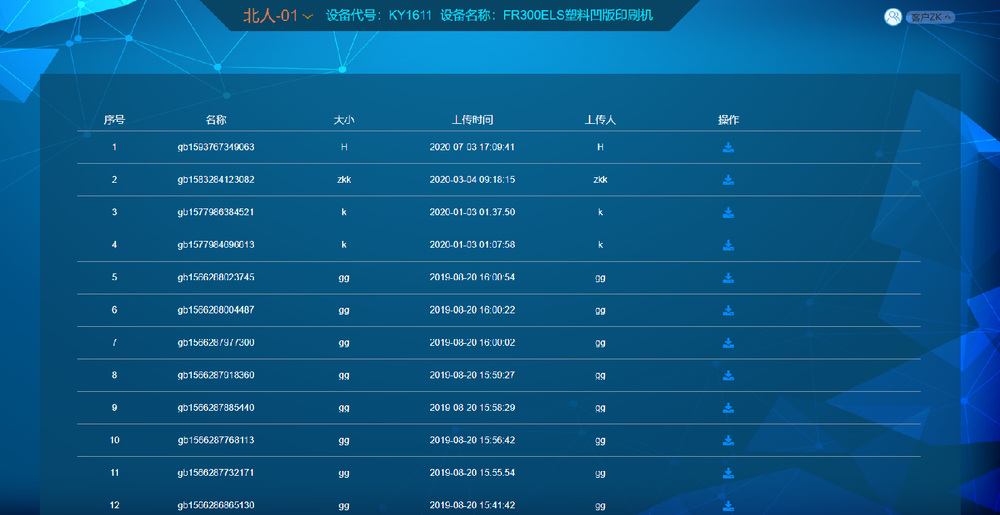 北人-01 设备代号：KY1611 设备名称：FR300ELS塑料凹版印刷机 客户ZK
序号 名称 大小 上传时间 上传人 操作
1 gb1593767349063 H 2020-07-03 17:09:41 H
2 gb1583284123082 zkk 2020-03-04 09:18:15 zkk
3 gb1577986384521 k 2020-01-03 01:37:50 k
4 gb1577984696613 k 2020-01-03 01:07:58 k
5 gb1566288023745 gg 2019-08-20 16:00:54 gg
6 gb1566288004487 gg 2019-08-20 16:00:22 gg
7 gb1566287977300 gg 2019-08-20 16:00:02 gg
8 gb1566287918360 gg 2019-08-20 15:59:27 gg
9 gb1566287885440 gg 2019-08-20 15:58:29 gg
10 gb1566287768113 gg 2019-08-20 15:56:42 gg
11 gb1566287732171 gg 2019-08-20 15:55:54 gg
12 gb1566286865130 gg 2019-08-20 15:41:42 gg